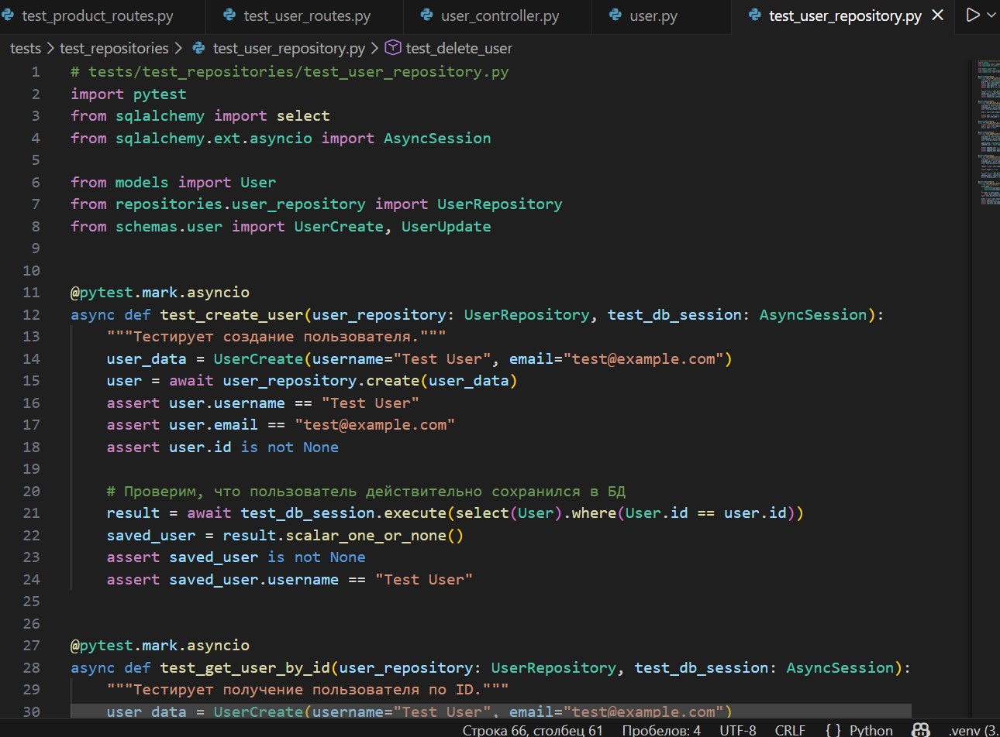 test_product_routes.py test_user_routes.py user_controller.py user.py test_user_repository.py
tests > test_repositories > test_user_repository.py > test_delete_user
1 # tests/test_repositories/test_user_repository.py
2 import pytest
3 from sqlalchemy import select
4 from sqlalchemy.ext.asyncio import AsyncSession
5
6 from models import User
7 from repositories.user_repository import UserRepository
8 from schemas.user import UserCreate, UserUpdate
9
10
11 @pytest.mark.asyncio
12 async def test_create_user(user_repository: UserRepository, test_db_session: AsyncSession):
13     """Тестирует создание пользователя."""
14     user_data = UserCreate(username="Test User", email="test@example.com")
15     user = await user_repository.create(user_data)
16     assert user.username == "Test User"
17     assert user.email == "test@example.com"
18     assert user.id is not None
19
20     # Проверим, что пользователь действительно сохранился в БД
21     result = await test_db_session.execute(select(User).where(User.id == user.id))
22     saved_user = result.scalar_one_or_none()
23     assert saved_user is not None
24     assert saved_user.username == "Test User"
25
26
27 @pytest.mark.asyncio
28 async def test_get_user_by_id(user_repository: UserRepository, test_db_session: AsyncSession):
29     """Тестирует получение пользователя по ID."""
30     user_data = UserCreate(username="Test User", email="test@example.com")
Строка 66, столбец 61 Пробелов: 4 UTF-8 CRLF { } Python .venv (3.